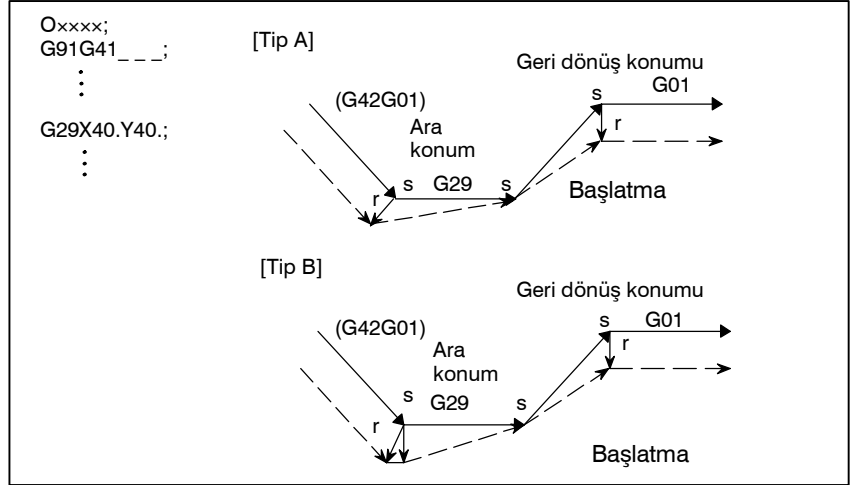 O××××;
G91G41_ _ _;
G29X40.Y40.;
[Tip A]
Geri dönüş konumu
G01
(G42G01)
s
r
Ara
konum
s G29 s
r
Başlatma
[Tip B]
Geri dönüş konumu
s G01
(G42G01)
r
Ara
konum
s G29 s
r
Başlatma